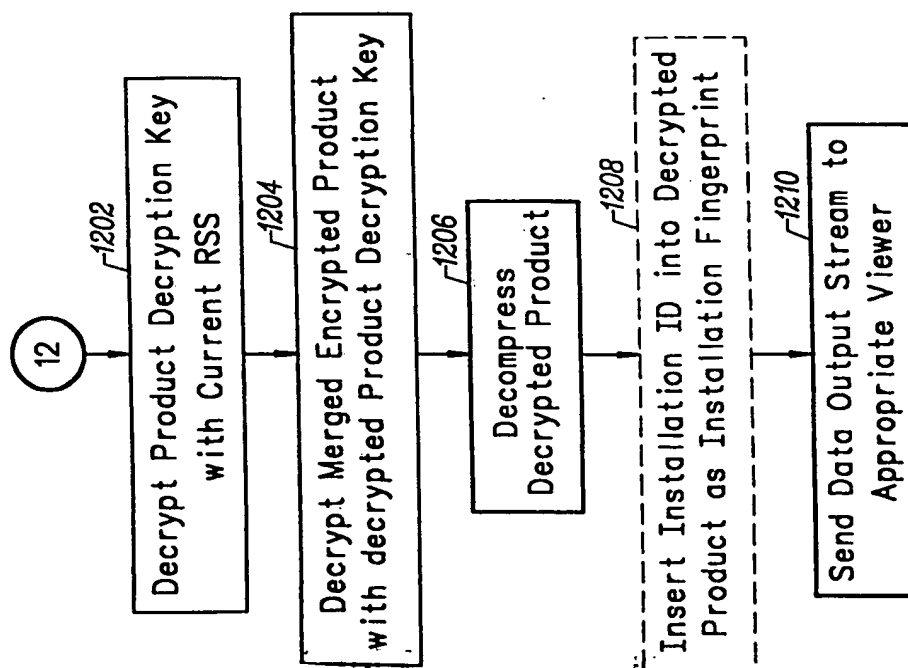 12
1202
Decrypt Product Decryption Key
with Current RSS
1204
Decrypt Merged Encrypted Product
with decrypted Product Decryption Key
1206
Decompress
Decrypted Product
1208
Insert Installation ID into Decrypted
Product as Installation Fingerprint
1210
Send Data Output Stream to
Appropriate Viewer